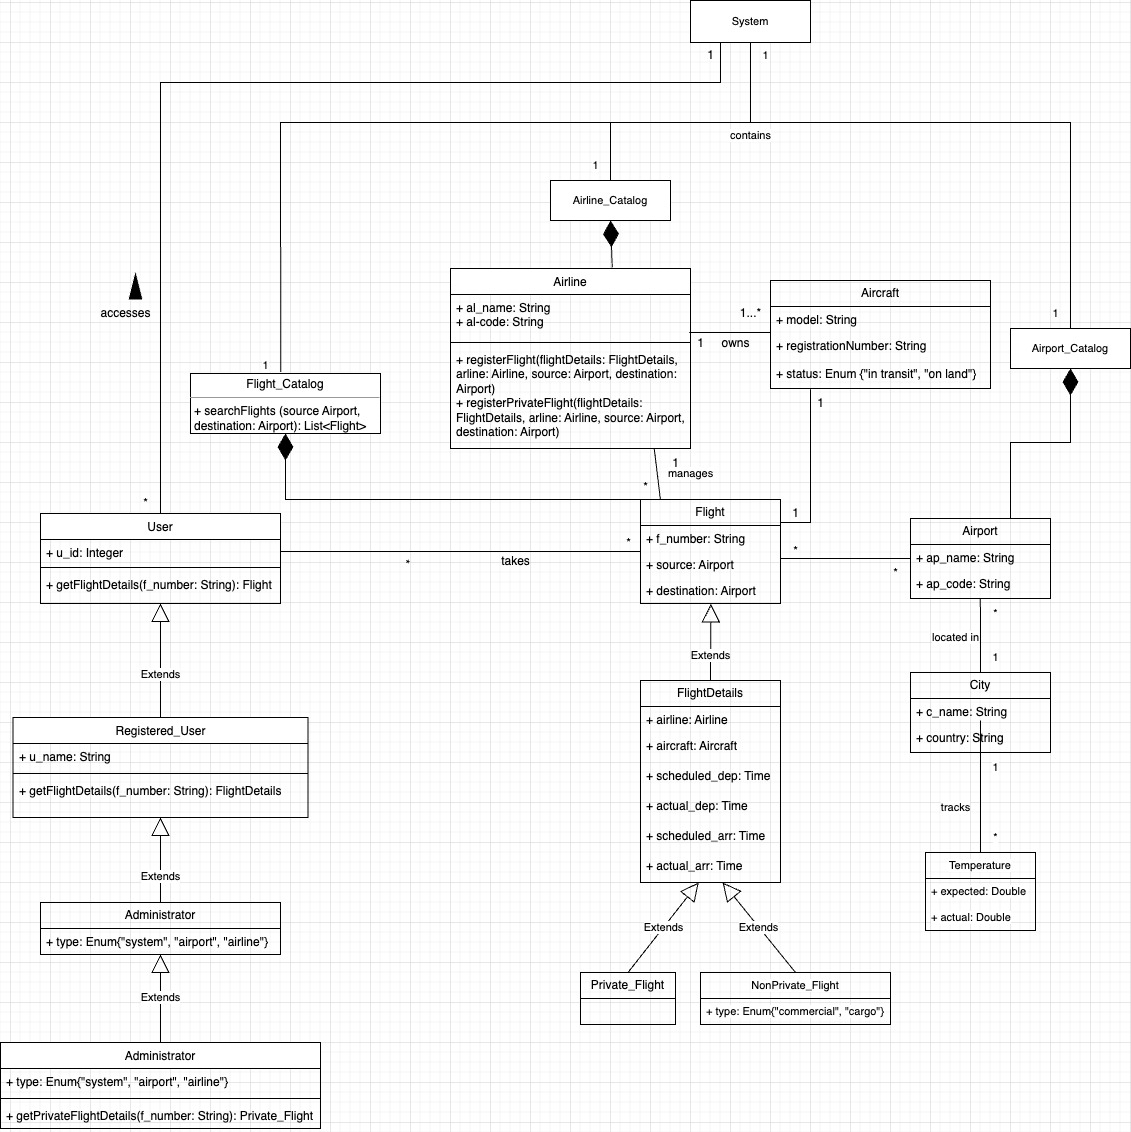 System
1
1
contains
1
Airline_Catalog
accesses
Airline
+ al_name: String
+ al-code: String
+ registerFlight(flightDetails: FlightDetails,
arline: Airline, source: Airport, destination:
Airport)
+ registerPrivateFlight(flightDetails:
FlightDetails, arline: Airline, source: Airport,
destination: Airport)
1...*
1
owns
Aircraft
+ model: String
+ registrationNumber: String
+ status: Enum {"in transit", "on land"}
1
1
Airport_Catalog
1
Flight_Catalog
+ searchFlights (source Airport,
destination: Airport): List<Flight>
1
manages
*
*
User
+ u_id: Integer
+ getFlightDetails(f_number: String): Flight
*
takes
*
Flight
+ f_number: String
+ source: Airport
+ destination: Airport
1
*
*
Airport
+ ap_name: String
+ ap_code: String
*
located in
1
Extends
Extends
City
+ c_name: String
+ country: String
1
tracks
*
Temperature
+ expected: Double
+ actual: Double
Registered_User
+ u_name: String
+ getFlightDetails(f_number: String): FlightDetails
FlightDetails
+ airline: Airline
+ aircraft: Aircraft
+ scheduled_dep: Time
+ actual_dep: Time
+ scheduled_arr: Time
+ actual_arr: Time
Extends
Administrator
+ type: Enum{"system", "airport", "airline"}
Extends
Extends
Extends
Private_Flight
NonPrivate_Flight
+ type: Enum{"commercial", "cargo"}
Administrator
+ type: Enum{"system", "airport", "airline"}
+ getPrivateFlightDetails(f_number: String): Private_Flight